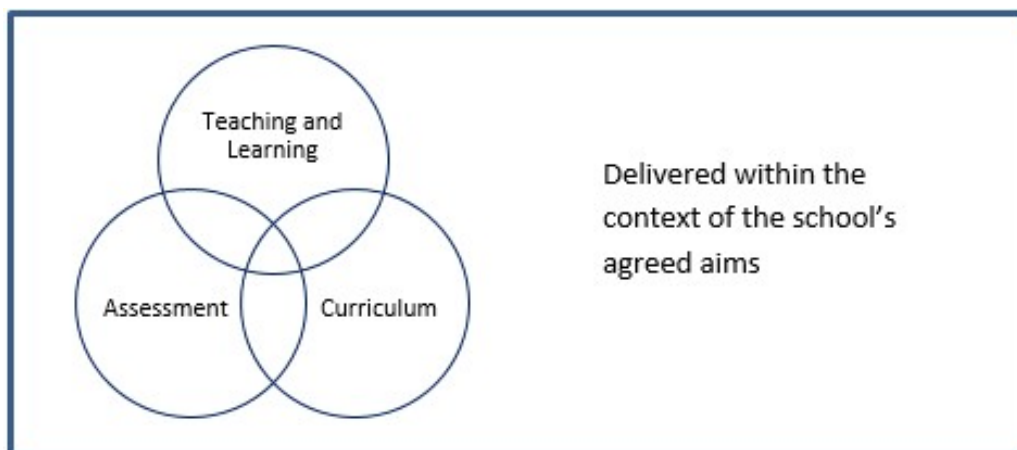 Teaching and
Learning
Assessment
Curriculum
Delivered within the
context of the school’s
agreed aims